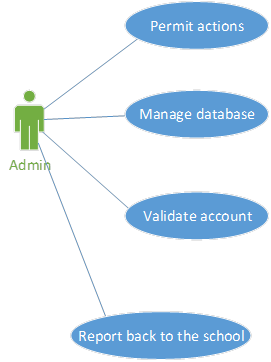 Permit actions
Manage database
Admin
Validate account
Report back to the school